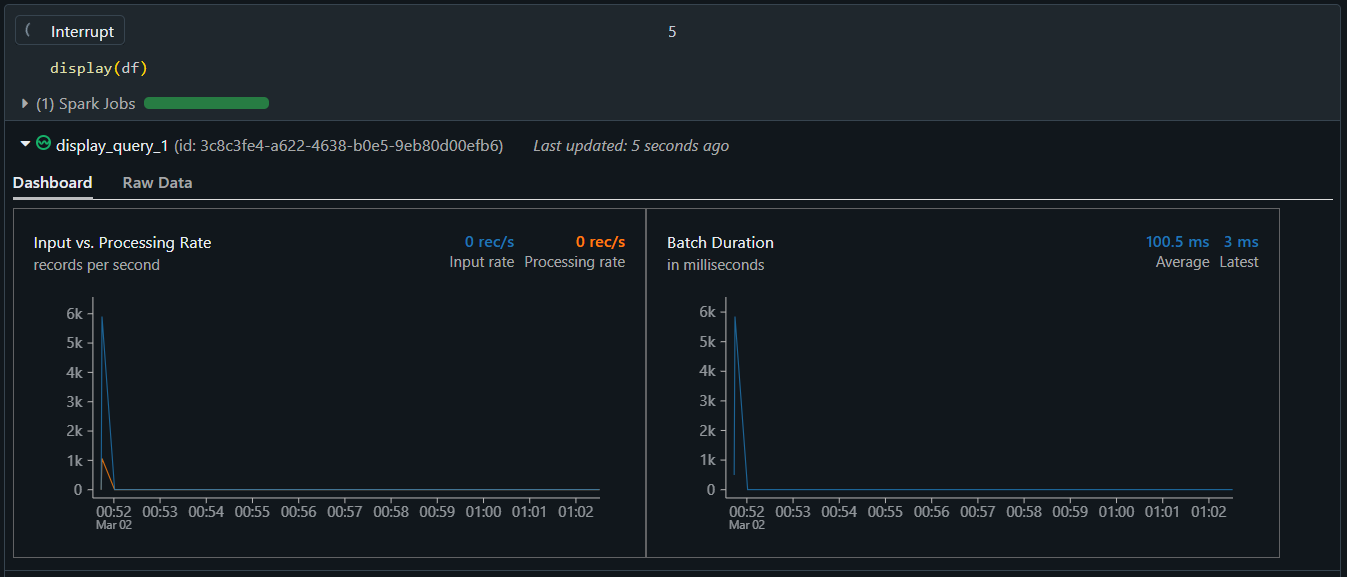 Interrupt
5
display(df)
(1) Spark Jobs
display_query_1 (id: 3c8c3fe4-a622-4638-b0e5-9eb80d00efb6) Last updated: 5 seconds ago
Dashboard Raw Data
Input vs. Processing Rate 0 rec/s 0 rec/s
records per second Input rate Processing rate
6k
5k
4k
3k
2k
1k
0
00:52 00:53 00:54 00:55 00:56 00:57 00:58 00:59 01:00 01:01 01:02
Mar 02
Batch Duration 100.5 ms 3 ms
in milliseconds Average Latest
6k
5k
4k
3k
2k
1k
0
00:52 00:53 00:54 00:55 00:56 00:57 00:58 00:59 01:00 01:01 01:02
Mar 02